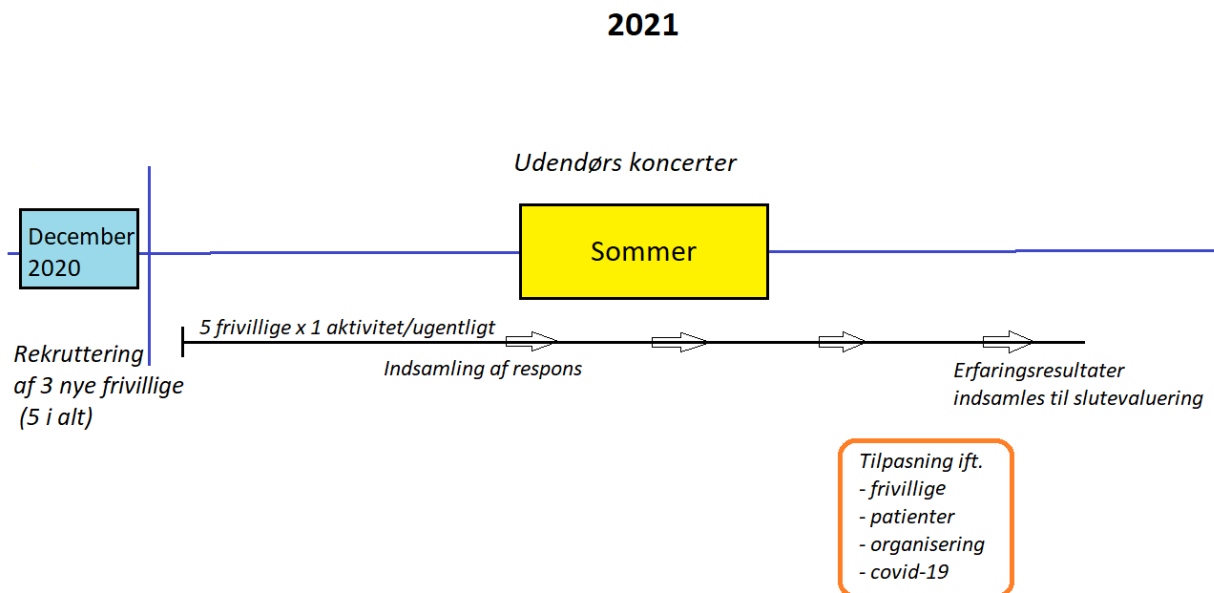 2021
Udendørs koncerter
December
2020
Sommer
5 frivillige x 1 aktivitet/ugentligt
Rekruttering
af 3 nye frivillige
(5 i alt)
Indsamling af respons
Erfaringsresultater
indsamles til slutevaluering
Tilpasning ift.
- frivillige
- patienter
- organisering
- covid-19